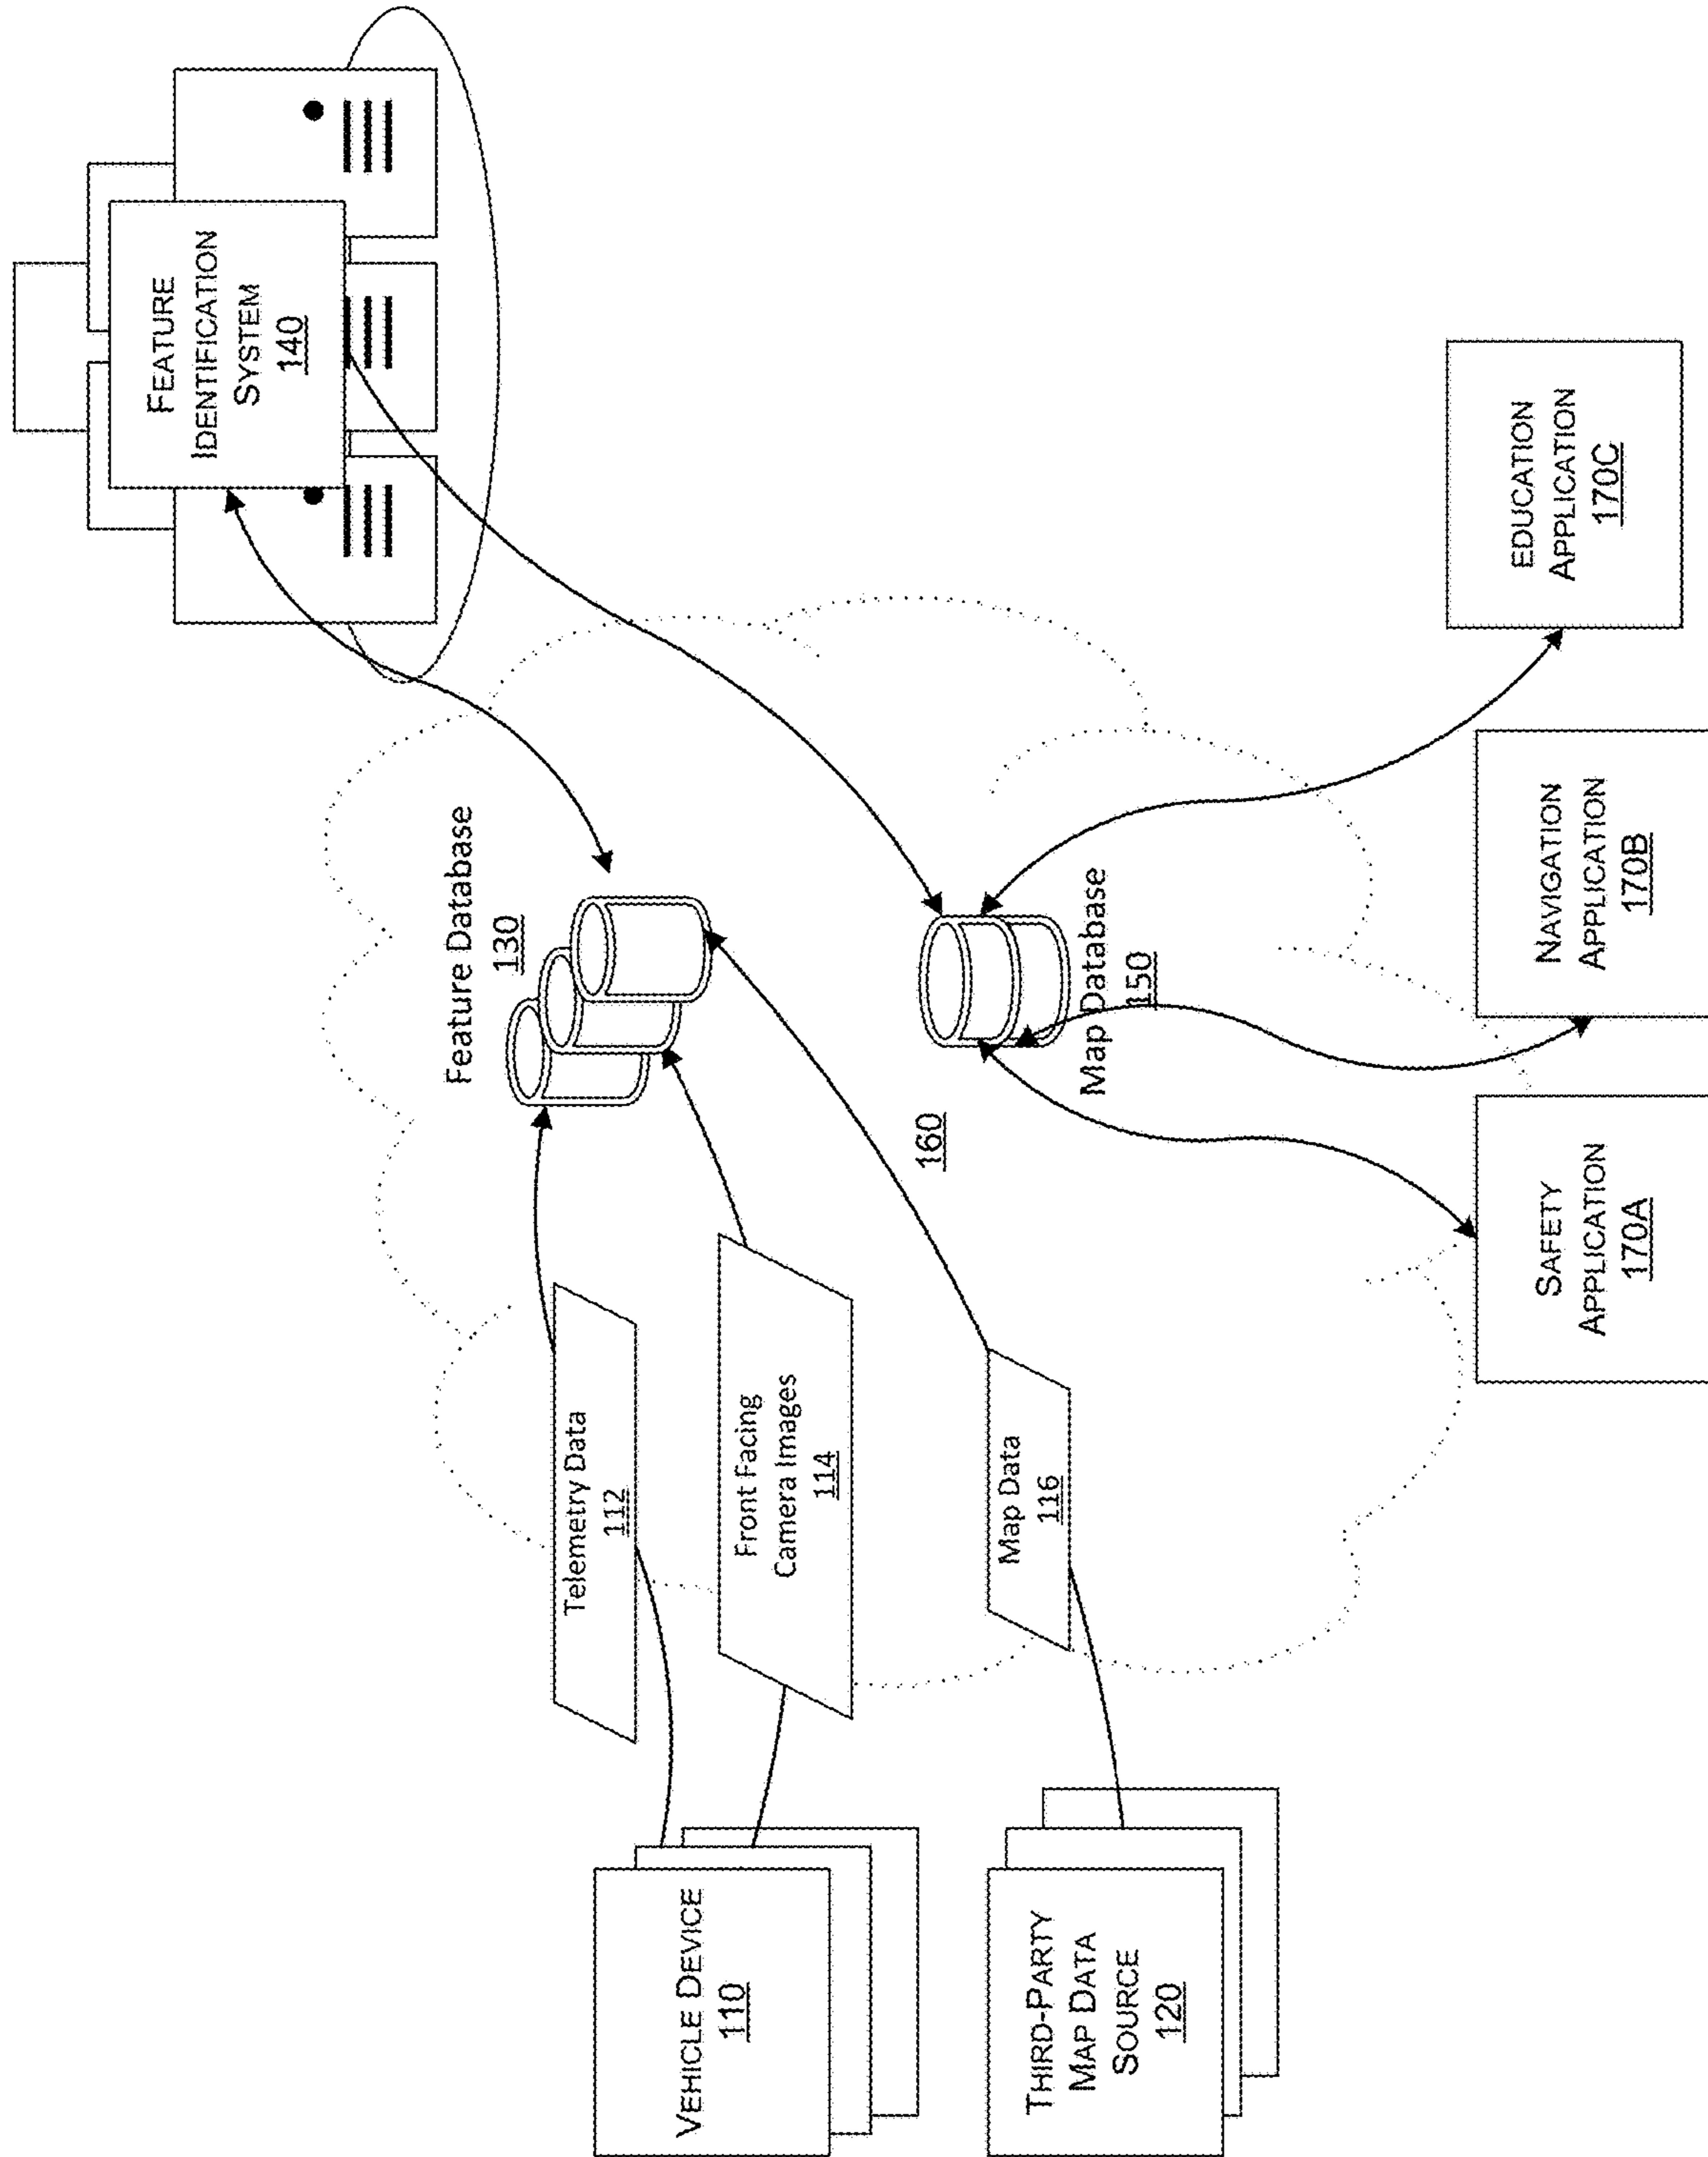 FEATURE
IDENTIFICATION
SYSTEM
140
Feature Database
130
Telemetry Data
112
Front Facing
Camera Images
114
VEHICLE DEVICE
110
160
Map Database
150
Map Data
116
THIRD-PARTY
MAP DATA
SOURCE
120
SAFETY
APPLICATION
170A
NAVIGATION
APPLICATION
170B
EDUCATION
APPLICATION
170C